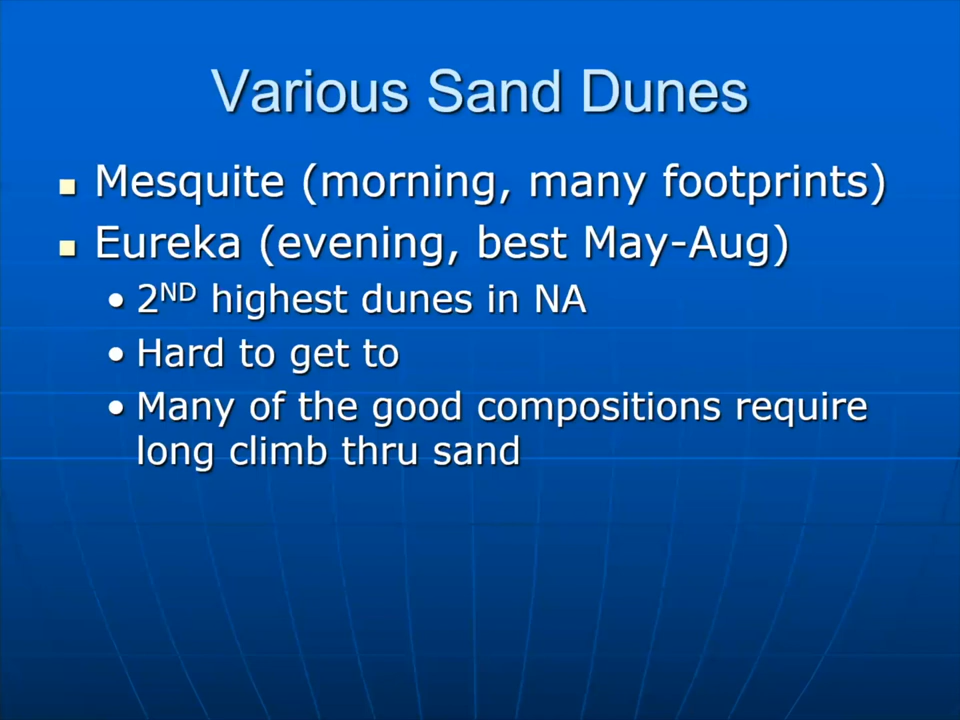 Various Sand Dunes
Mesquite (morning, many footprints)
Eureka (evening, best May-Aug)
• 2ND highest dunes in NA
• Hard to get to
• Many of the good compositions require
long climb thru sand